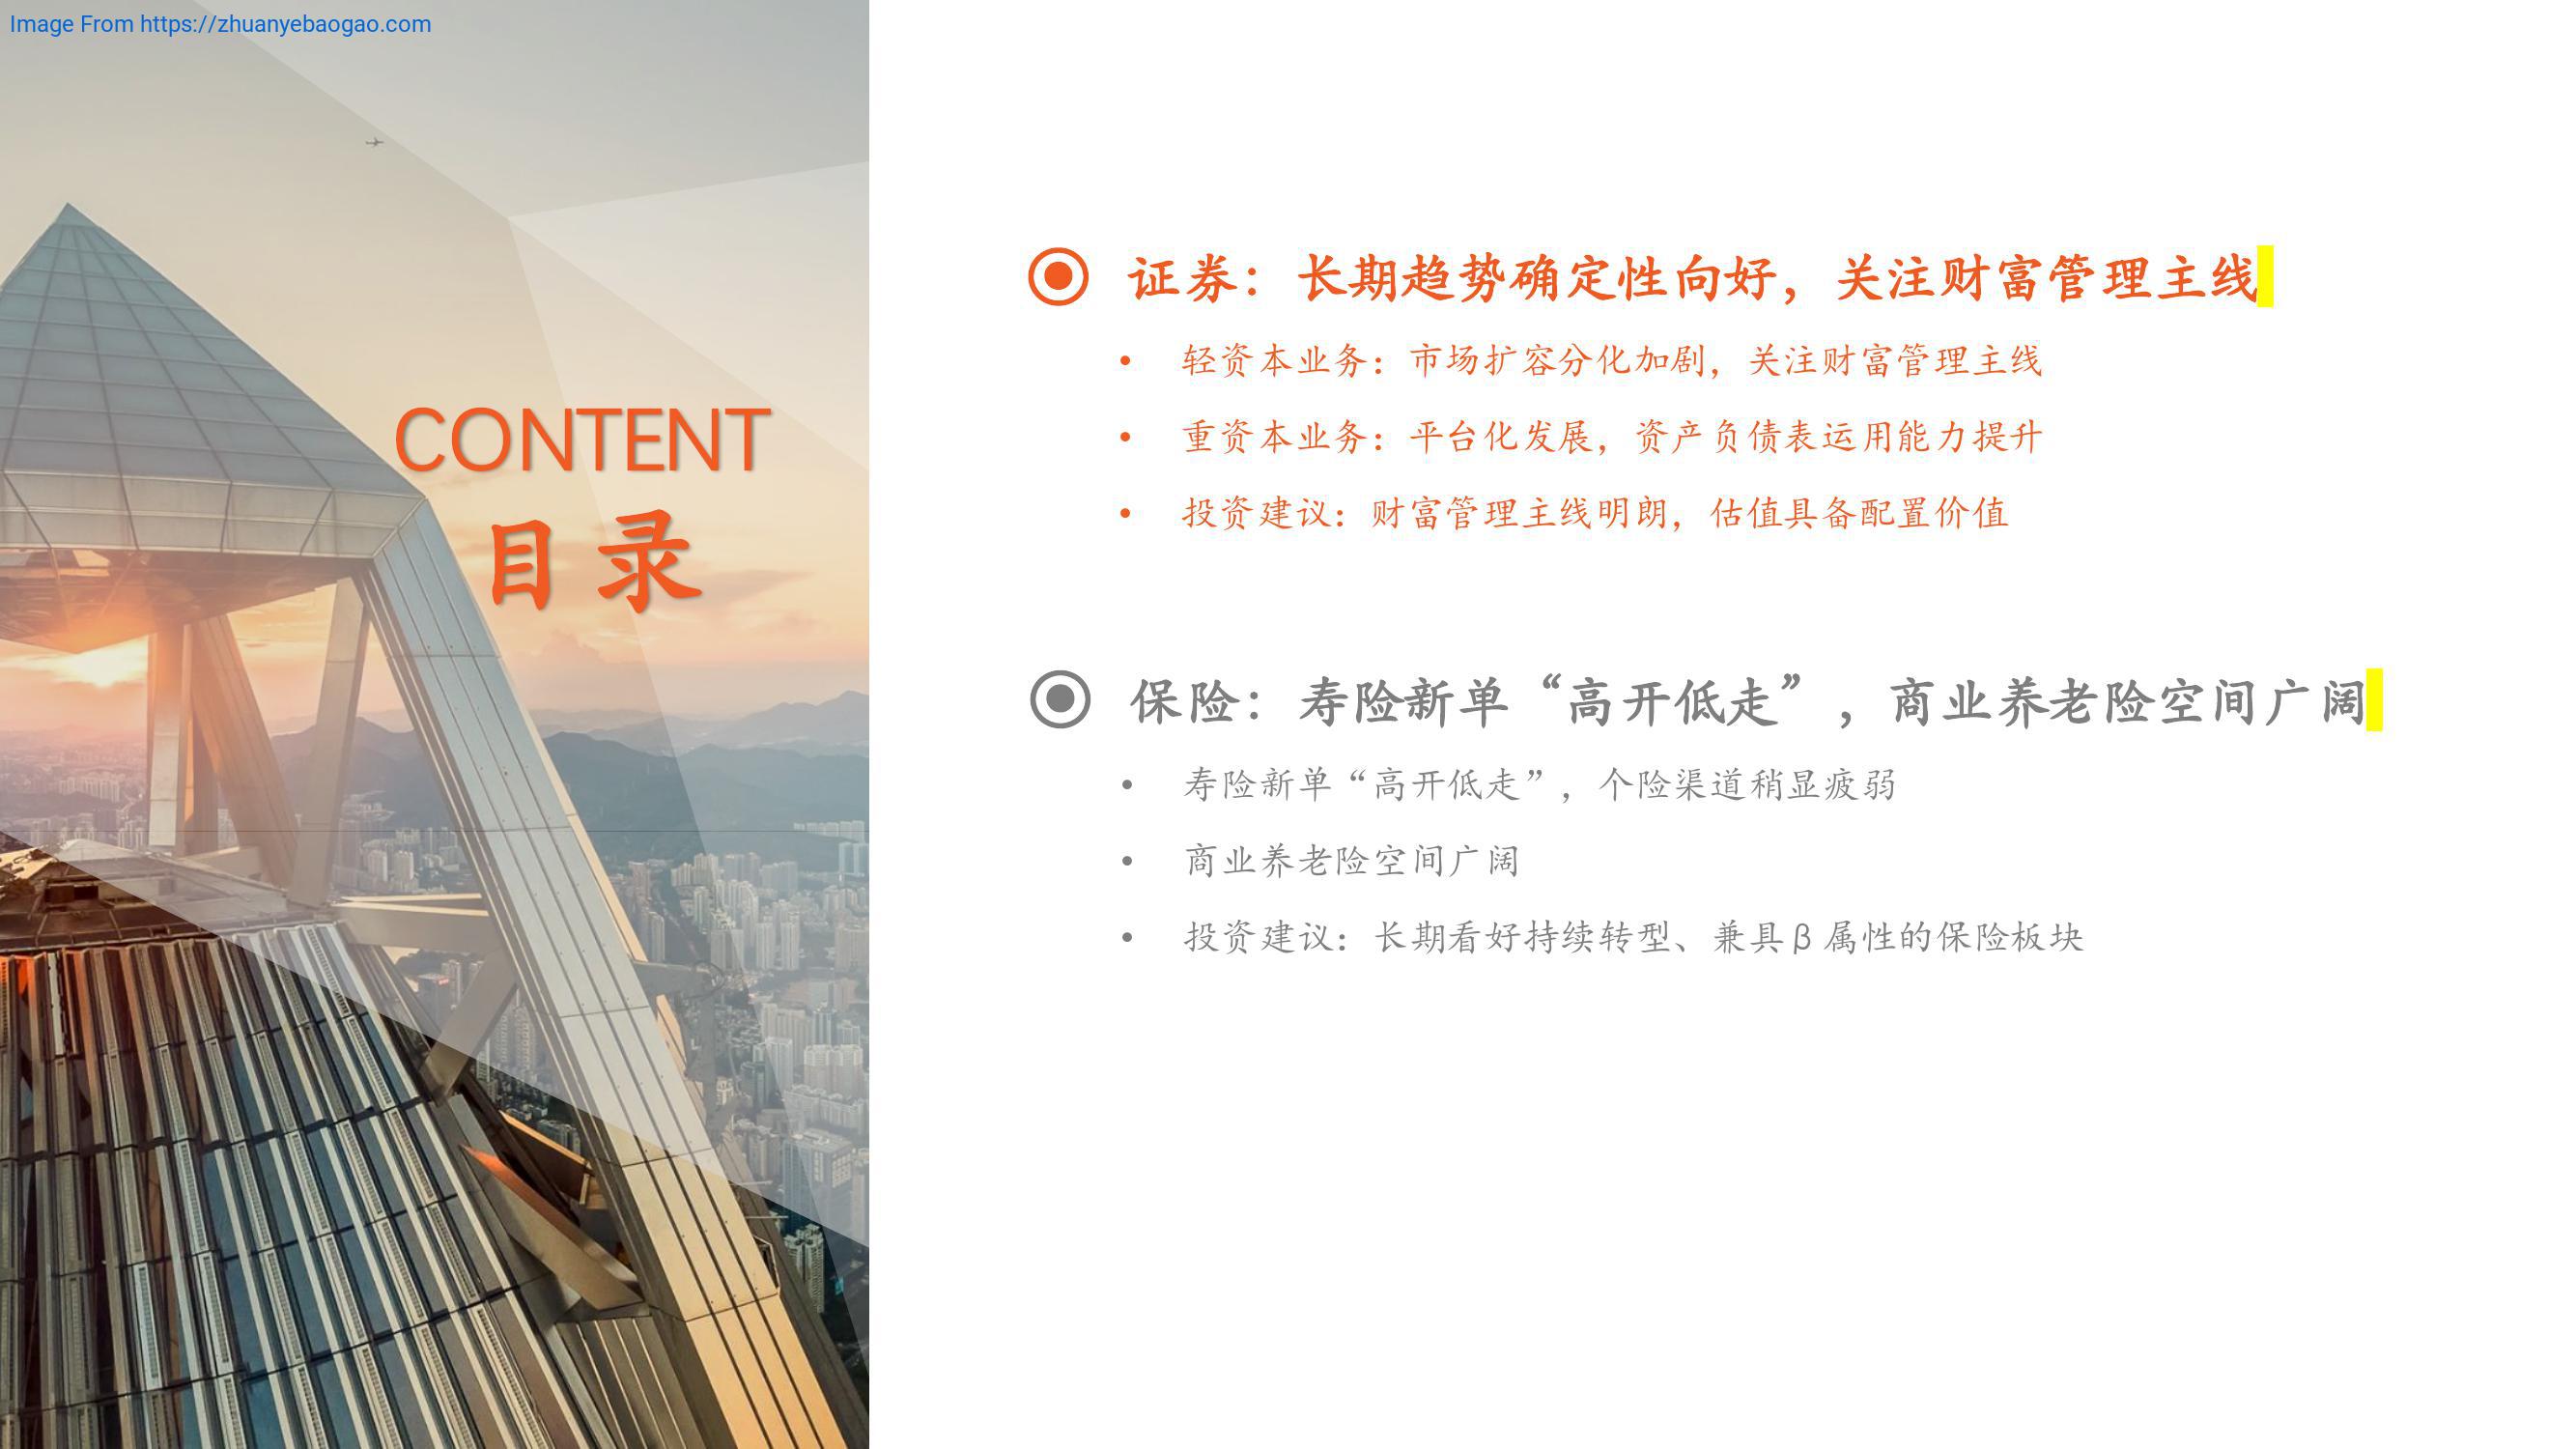 Image From https://zhuanyebaogao.com
CONTENT
目录
证券：长期趋势确定性向好，关注财富管理主线
• 轻资本业务：市场扩容分化加剧，关注财富管理主线
• 重资本业务：平台化发展，资产负债表运用能力提升
• 投资建议：财富管理主线明朗，估值具备配置价值
保险：寿险新单“高开低走”，商业养老险空间广阔
• 寿险新单“高开低走”，个险渠道稍显疲弱
• 商业养老险空间广阔
• 投资建议：长期看好持续转型、兼具β属性的保险板块